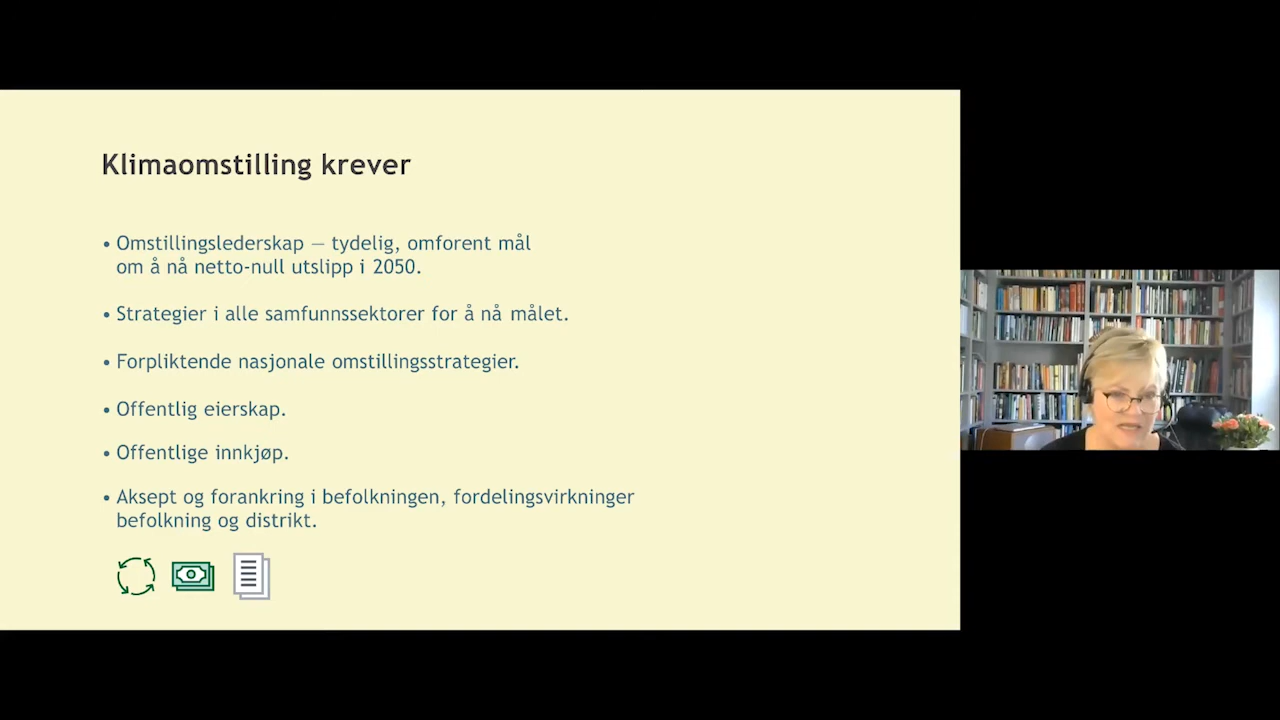 Klimaomstilling krever
• Omstillingslederskap — tydelig, omforent mål
om å nå netto-null utslipp i 2050.
• Strategier i alle samfunnssektorer for å nå målet.
• Forpliktende nasjonale omstillingsstrategier.
• Offentlig eierskap.
• Offentlige innkjøp.
• Aksept og forankring i befolkningen, fordelingsvirkninger
befolkning og distrikt.